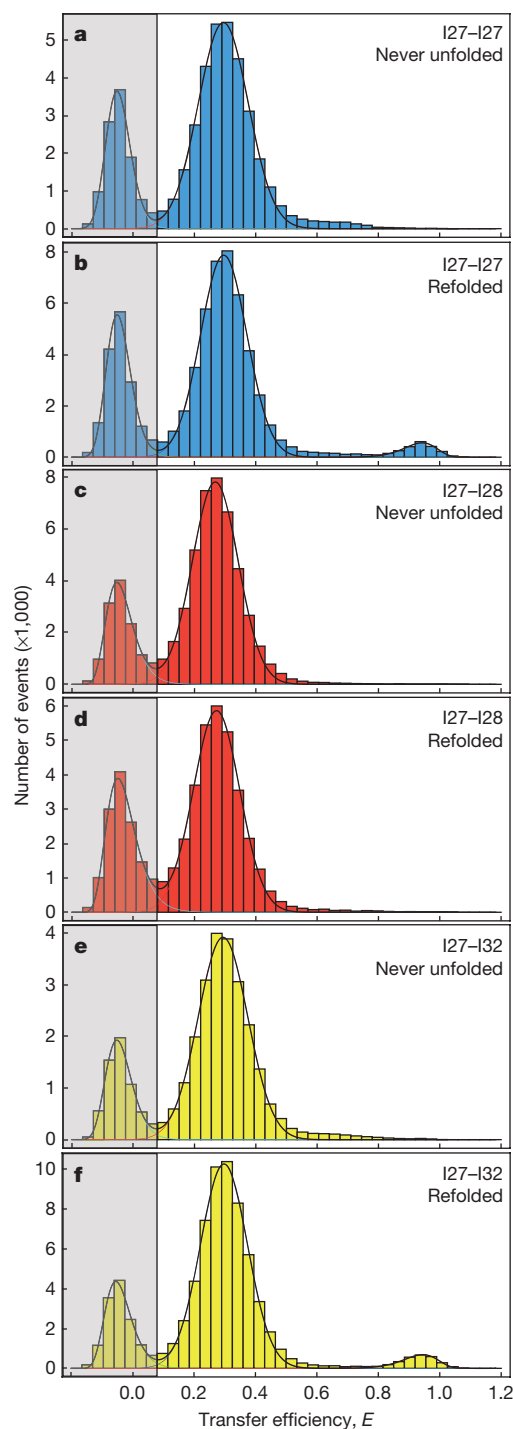 a
I27–I27
Never unfolded
5
4
3
2
1
0
b
I27–I27
Refolded
8
6
4
2
0
c
I27–I28
Never unfolded
8
6
4
2
0
d
I27–I28
Refolded
6
5
4
3
2
1
0
e
I27–I32
Never unfolded
4
3
2
1
0
f
I27–I32
Refolded
10
8
6
4
2
0
Number of events (×1,000)
0.0 0.2 0.4 0.6 0.8 1.0 1.2
Transfer efficiency, E